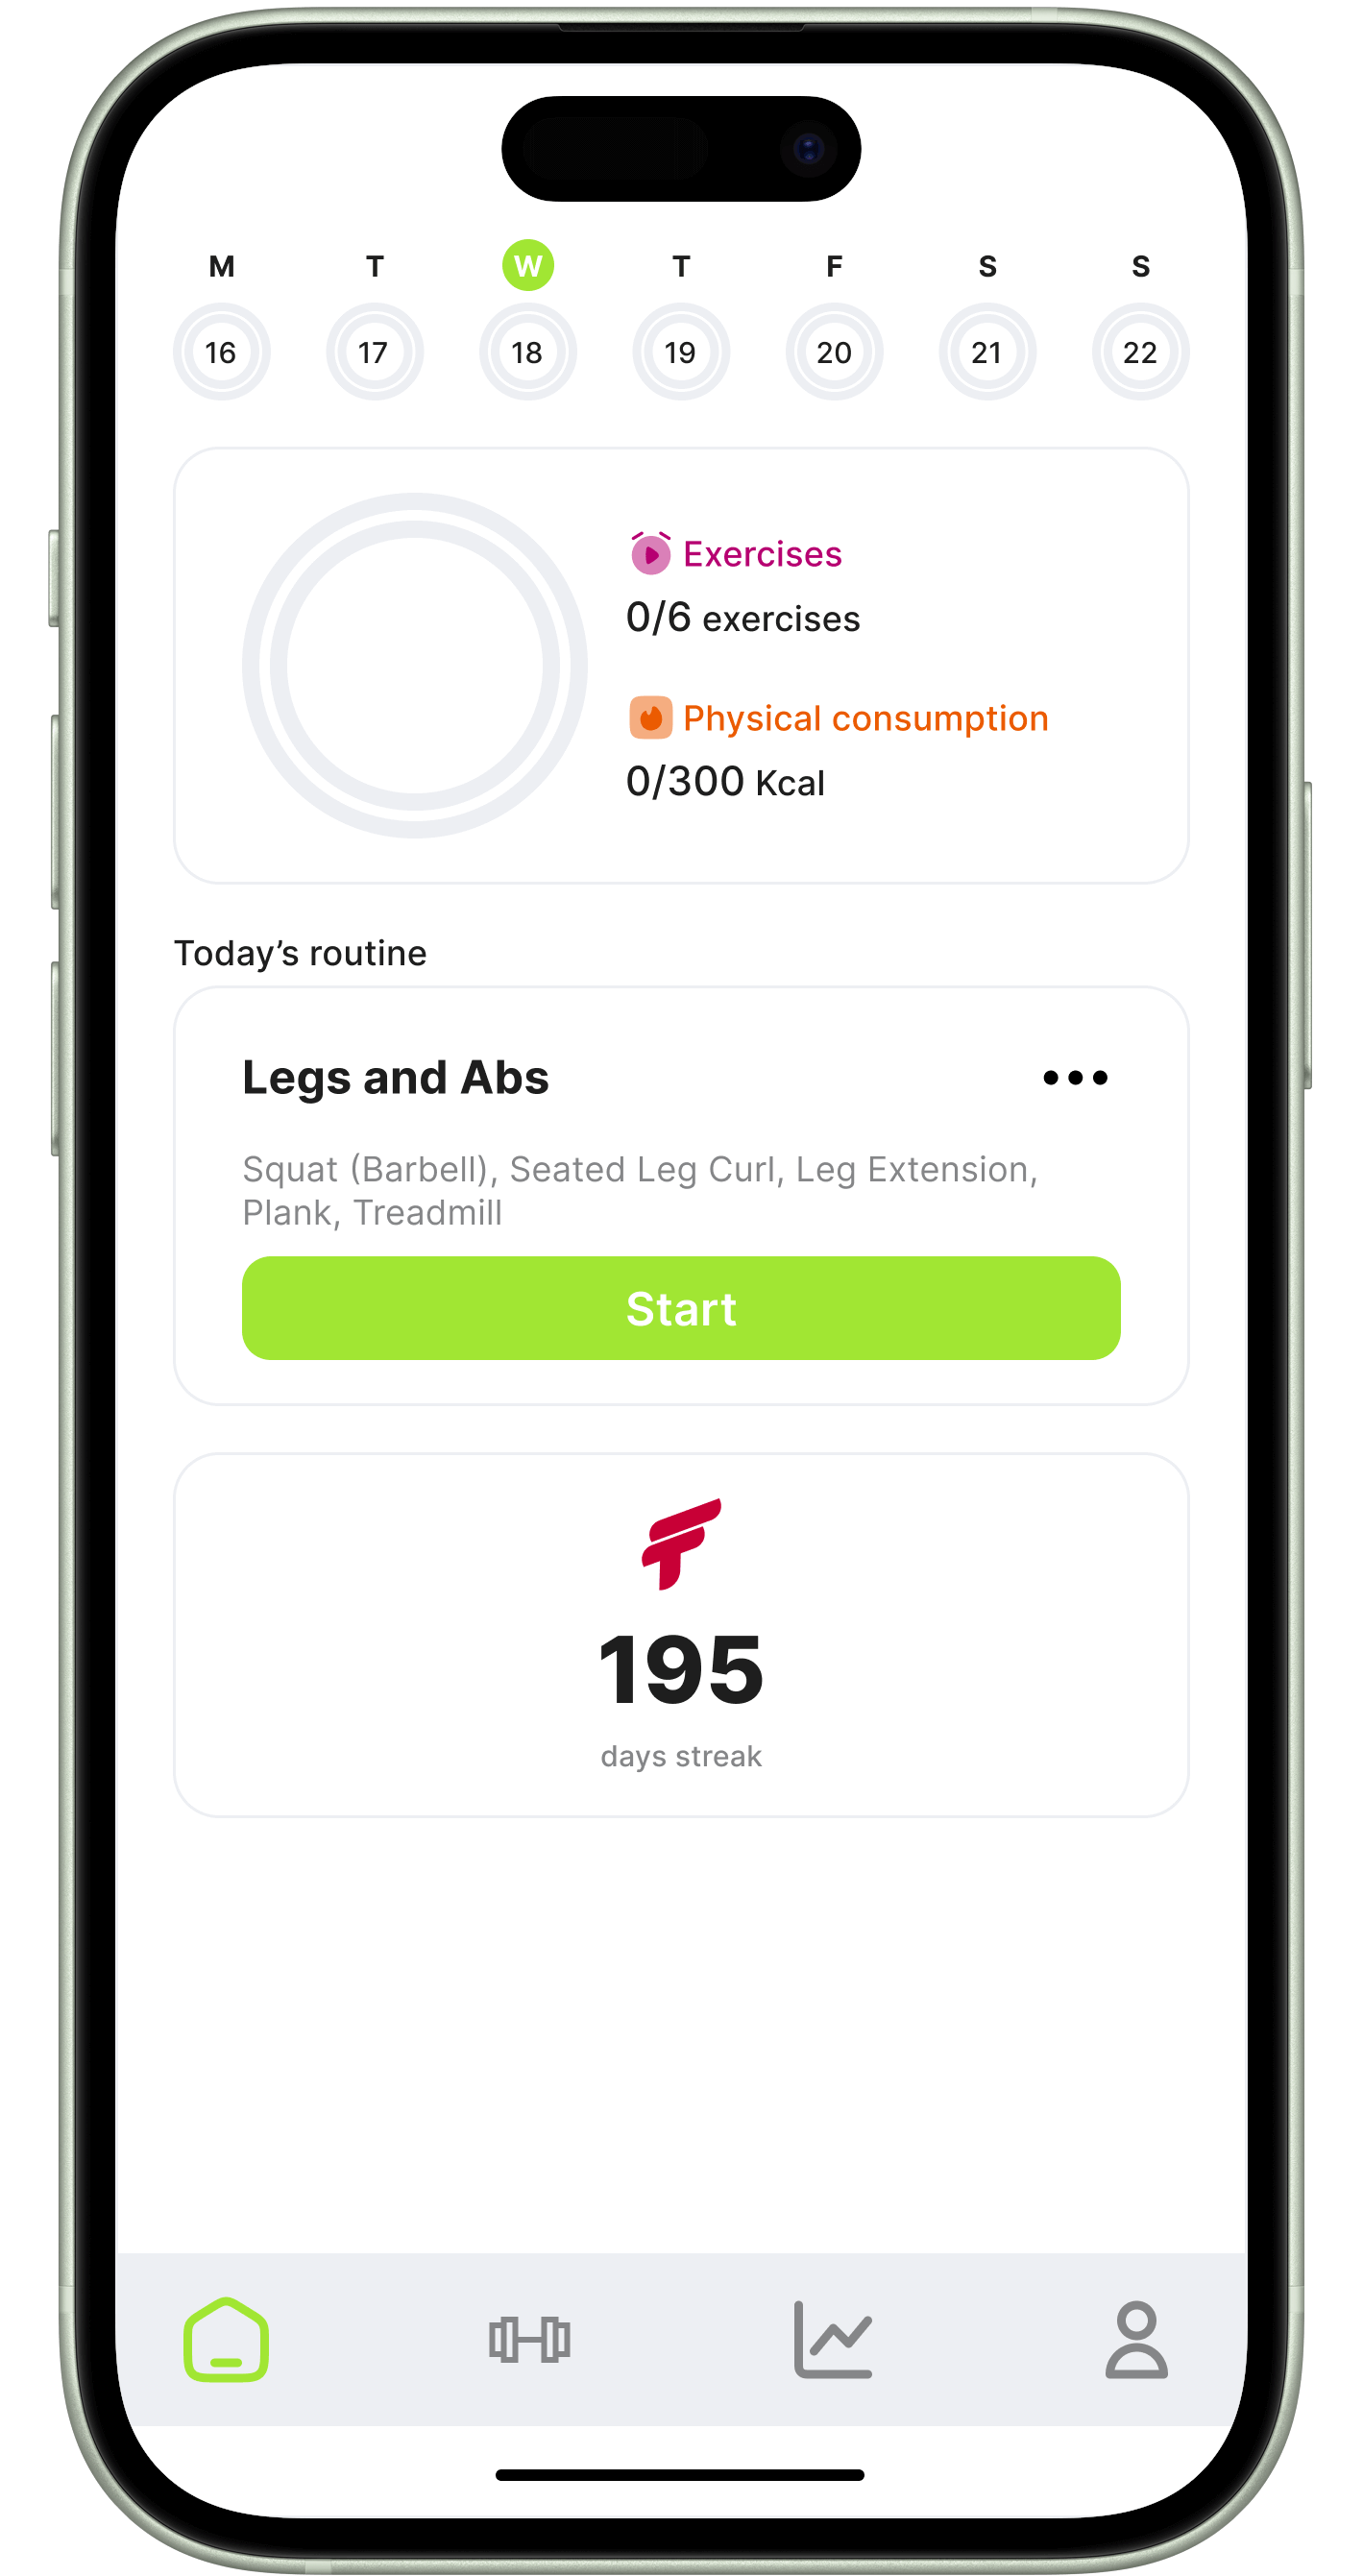 M T W T F S S
16 17 18 19 20 21 22
Exercises
0/6 exercises
Physical consumption
0/300 Kcal
Today’s routine
Legs and Abs
Squat (Barbell), Seated Leg Curl, Leg Extension,
Plank, Treadmill
Start
195
days streak